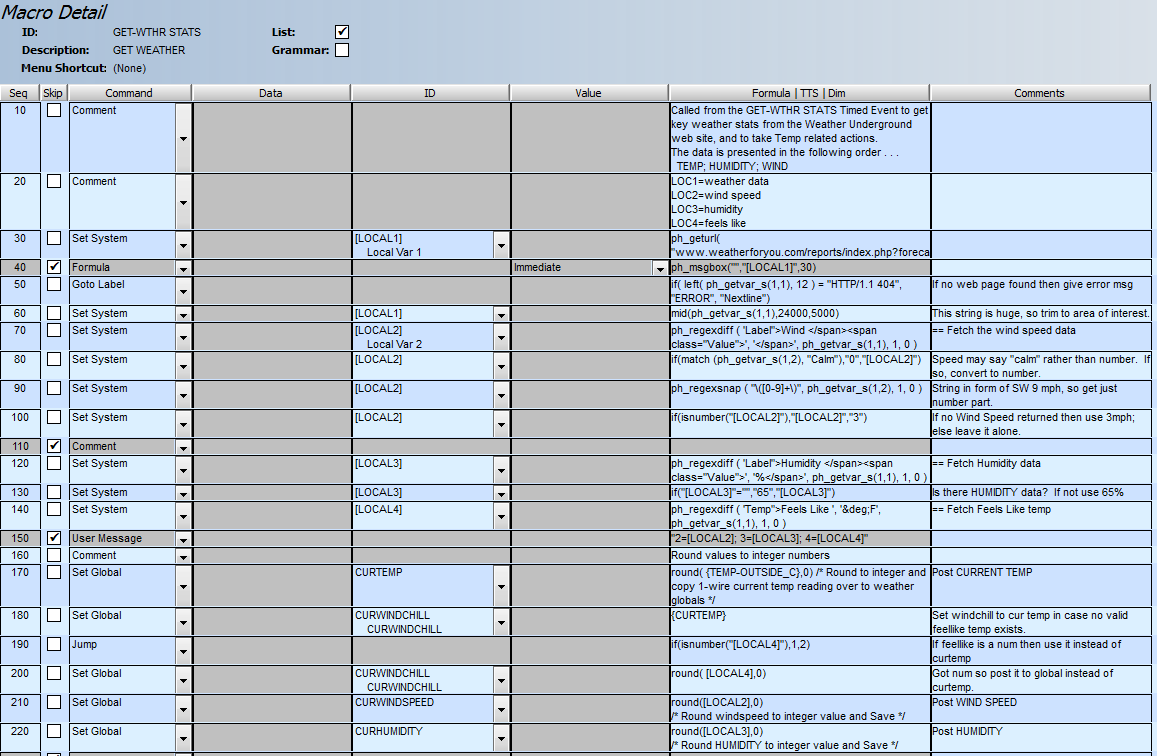 Macro Detail
ID: GET-WTHR STATS List:
Description: GET WEATHER Grammar:
Menu Shortcut: (None)
Seq Skip Command Data ID Value Formula | TTS | Dim Comments
10 Comment Called from the GET-WTHR STATS Timed Event to get
key weather stats from the Weather Underground
web site, and to take Temp related actions.
The data is presented in the following order . . .
TEMP; HUMIDITY; WIND
20 Comment LOC1=weather data
LOC2=wind speed
LOC3=humidity
LOC4=feels like
30 Set System [LOCAL1] ph_geturl(
Local Var 1 "www.weatherforyou.com/reports/index.php?foreca
40 Formula Immediate ph_msgbox("","[LOCAL1]",30)
50 Goto Label if( left( ph_getvar_s(1,1), 12 ) = "HTTP/1.1 404", If no web page found then give error msg
"ERROR", "Nextline")
60 Set System [LOCAL1] mid(ph_getvar_s(1,1),24000,5000) This string is huge, so trim to area of interest.
70 Set System [LOCAL2] ph_regexdiff ( 'Label">Wind </span><span == Fetch the wind speed data
Local Var 2 class="Value">', '</span>', ph_getvar_s(1,1), 1, 0 )
80 Set System [LOCAL2] if(match (ph_getvar_s(1,2), "Calm"),"0","[LOCAL2]") Speed may say "calm" rather than number. If
so, convert to number.
90 Set System [LOCAL2] ph_regexsnap ( "\([0-9]+\)", ph_getvar_s(1,2), 1, 0 ) String in form of SW 9 mph, so get just
number part.
100 Set System [LOCAL2] if(isnumber("[LOCAL2]"),"[LOCAL2]","3") If no Wind Speed returned then use 3mph;
else leave it alone.
110 Comment
120 Set System [LOCAL3] ph_regexdiff ( 'Label">Humidity </span><span == Fetch Humidity data
class="Value">', '%</span>', ph_getvar_s(1,1), 1, 0 )
130 Set System [LOCAL3] if("[LOCAL3]"="","65","[LOCAL3]") Is there HUMIDITY data? If not use 65%
140 Set System [LOCAL4] ph_regexdiff ( 'Temp">Feels Like ', '&deg;F', == Fetch Feels Like temp
ph_getvar_s(1,1), 1, 0 )
150 User Message "2=[LOCAL2]; 3=[LOCAL3]; 4=[LOCAL4]"
160 Comment Round values to integer numbers
170 Set Global CURTEMP round( {TEMP-OUTSIDE_C},0) /* Round to integer and Post CURRENT TEMP
copy 1-wire current temp reading over to weather
globals */
180 Set Global CURWINDCHILL {CURTEMP} Set windchill to cur temp in case no valid
CURWINDCHILL feellike temp exists.
190 Jump if(isnumber("[LOCAL4]"),1,2) If feellike is a num then use it instead of
curtemp
200 Set Global CURWINDCHILL round( [LOCAL4],0) Got num so post it to global instead of
CURWINDCHILL curtemp.
210 Set Global CURWINDSPEED round([LOCAL2],0) Post WIND SPEED
/* Round windspeed to integer value and Save */
220 Set Global CURHUMIDITY round([LOCAL3],0) Post HUMIDITY
/* Round HUMIDITY to integer value and Save */